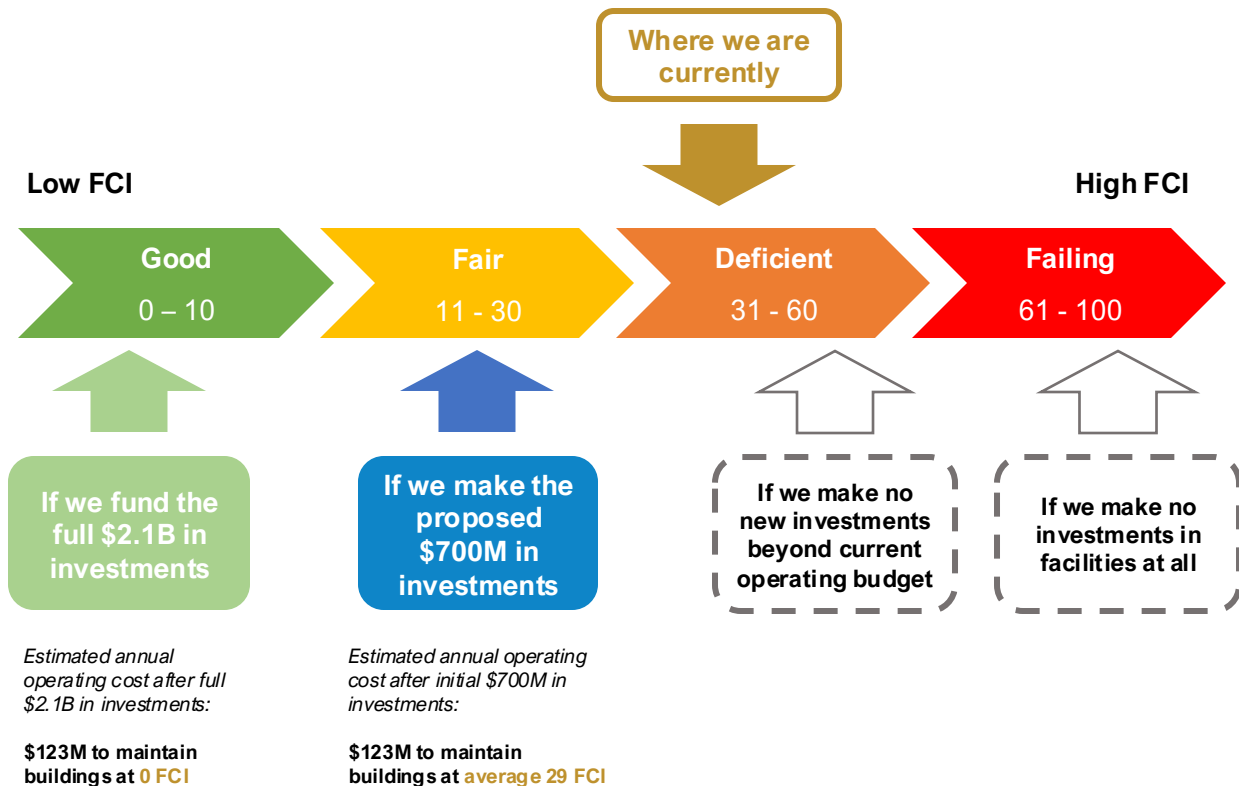 Where we are
currently
Low FCI
High FCI
Good
0 – 10
Fair
11 - 30
Deficient
31 - 60
Failing
61 - 100
If we fund the
full $2.1B in
investments
If we make the
proposed
$700M in
investments
If we make no
new investments
beyond current
operating budget
If we make no
investments in
facilities at all
Estimated annual
operating cost after full
$2.1B in investments:
$123M to maintain
buildings at 0 FCI
Estimated annual operating
cost after initial $700M in
investments:
$123M to maintain
buildings at average 29 FCI